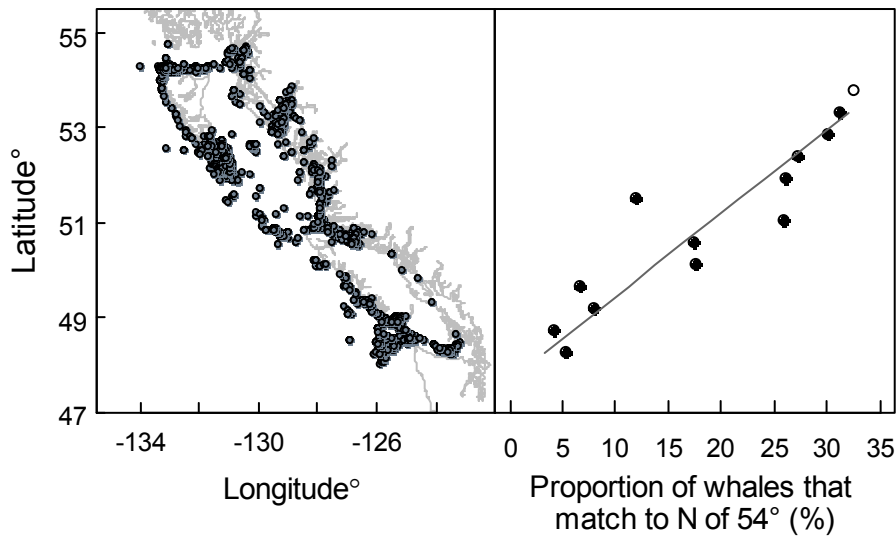 55
53
51
49
47
Latitude°
-134 -130 -126
Longitude°
0 5 10 15 20 25 30 35
Proportion of whales that
match to N of 54° (%)